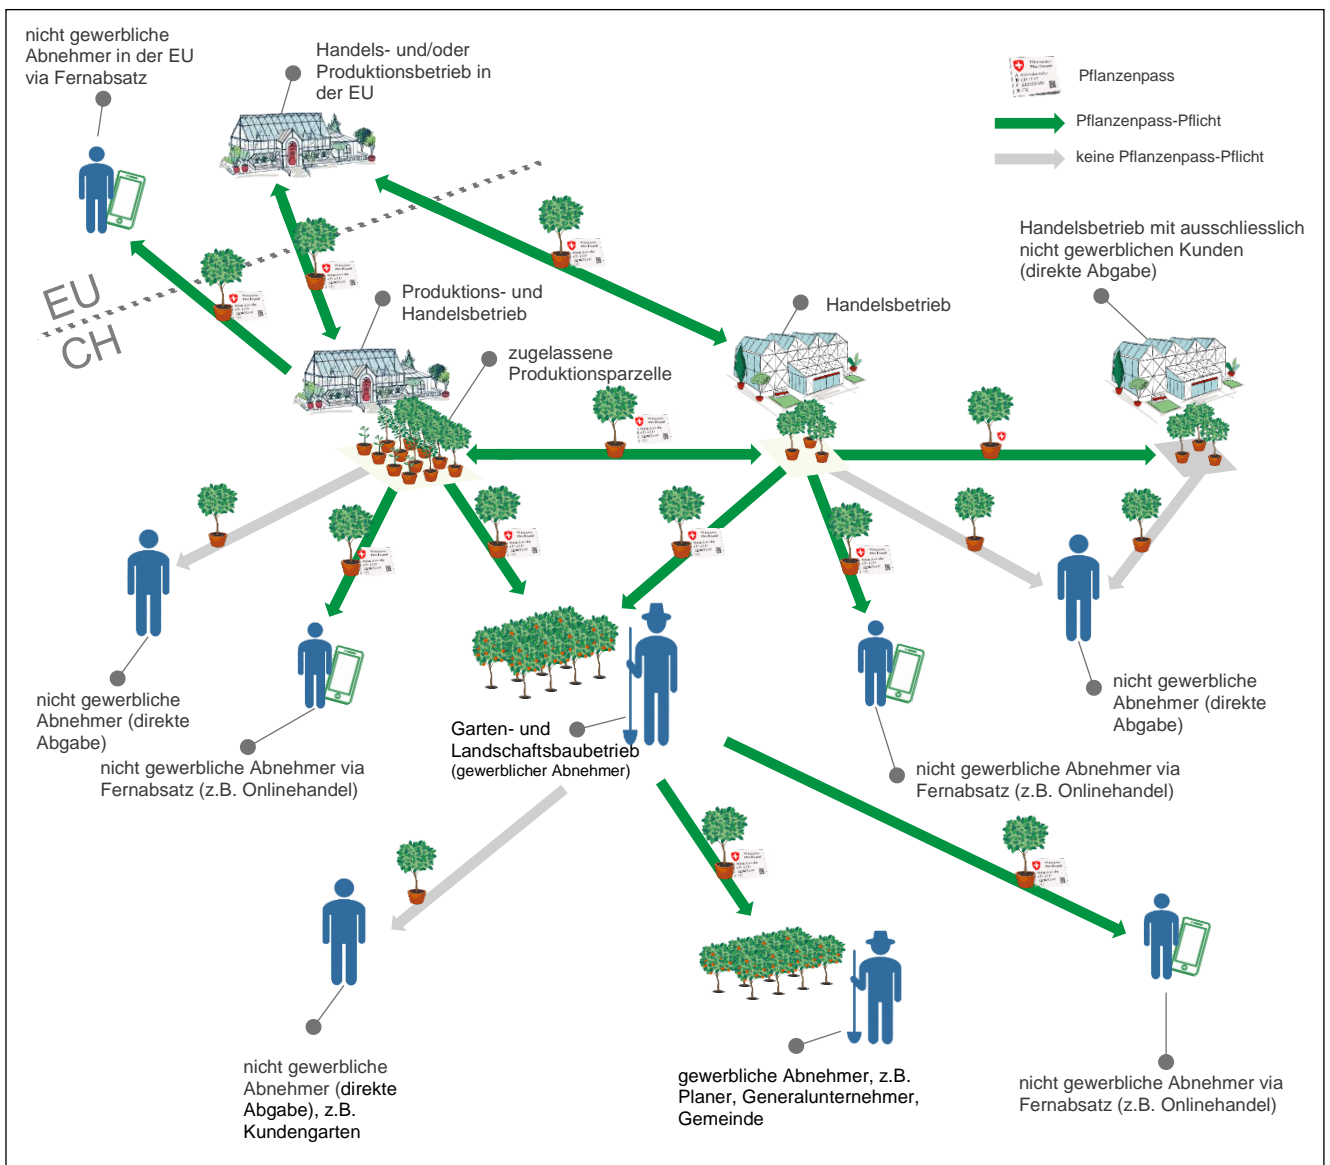 nicht gewerbliche
Abnehmer in der EU
via Fernabsatz
Handels- und/oder
Produktionsbetrieb in
der EU
Pflanzenpass
Pflanzenpass-Pflicht
keine Pflanzenpass-Pflicht
Handelsbetrieb mit ausschliesslich
nicht gewerblichen Kunden
(direkte Abgabe)
EU
CH
Produktions- und
Handelsbetrieb
Handelsbetrieb
zugelassene
Produktionsparzelle
nicht gewerbliche
Abnehmer (direkte
Abgabe)
nicht gewerbliche Abnehmer via
Fernabsatz (z.B. Onlinehandel)
Garten- und
Landschaftsbaubetrieb
(gewerblicher Abnehmer)
nicht gewerbliche Abnehmer via
Fernabsatz (z.B. Onlinehandel)
nicht gewerbliche
Abnehmer (direkte
Abgabe)
nicht gewerbliche
Abnehmer (direkte
Abgabe), z.B.
Kundengarten
gewerbliche Abnehmer, z.B.
Planer, Generalunternehmer,
Gemeinde
nicht gewerbliche Abnehmer via
Fernabsatz (z.B. Onlinehandel)